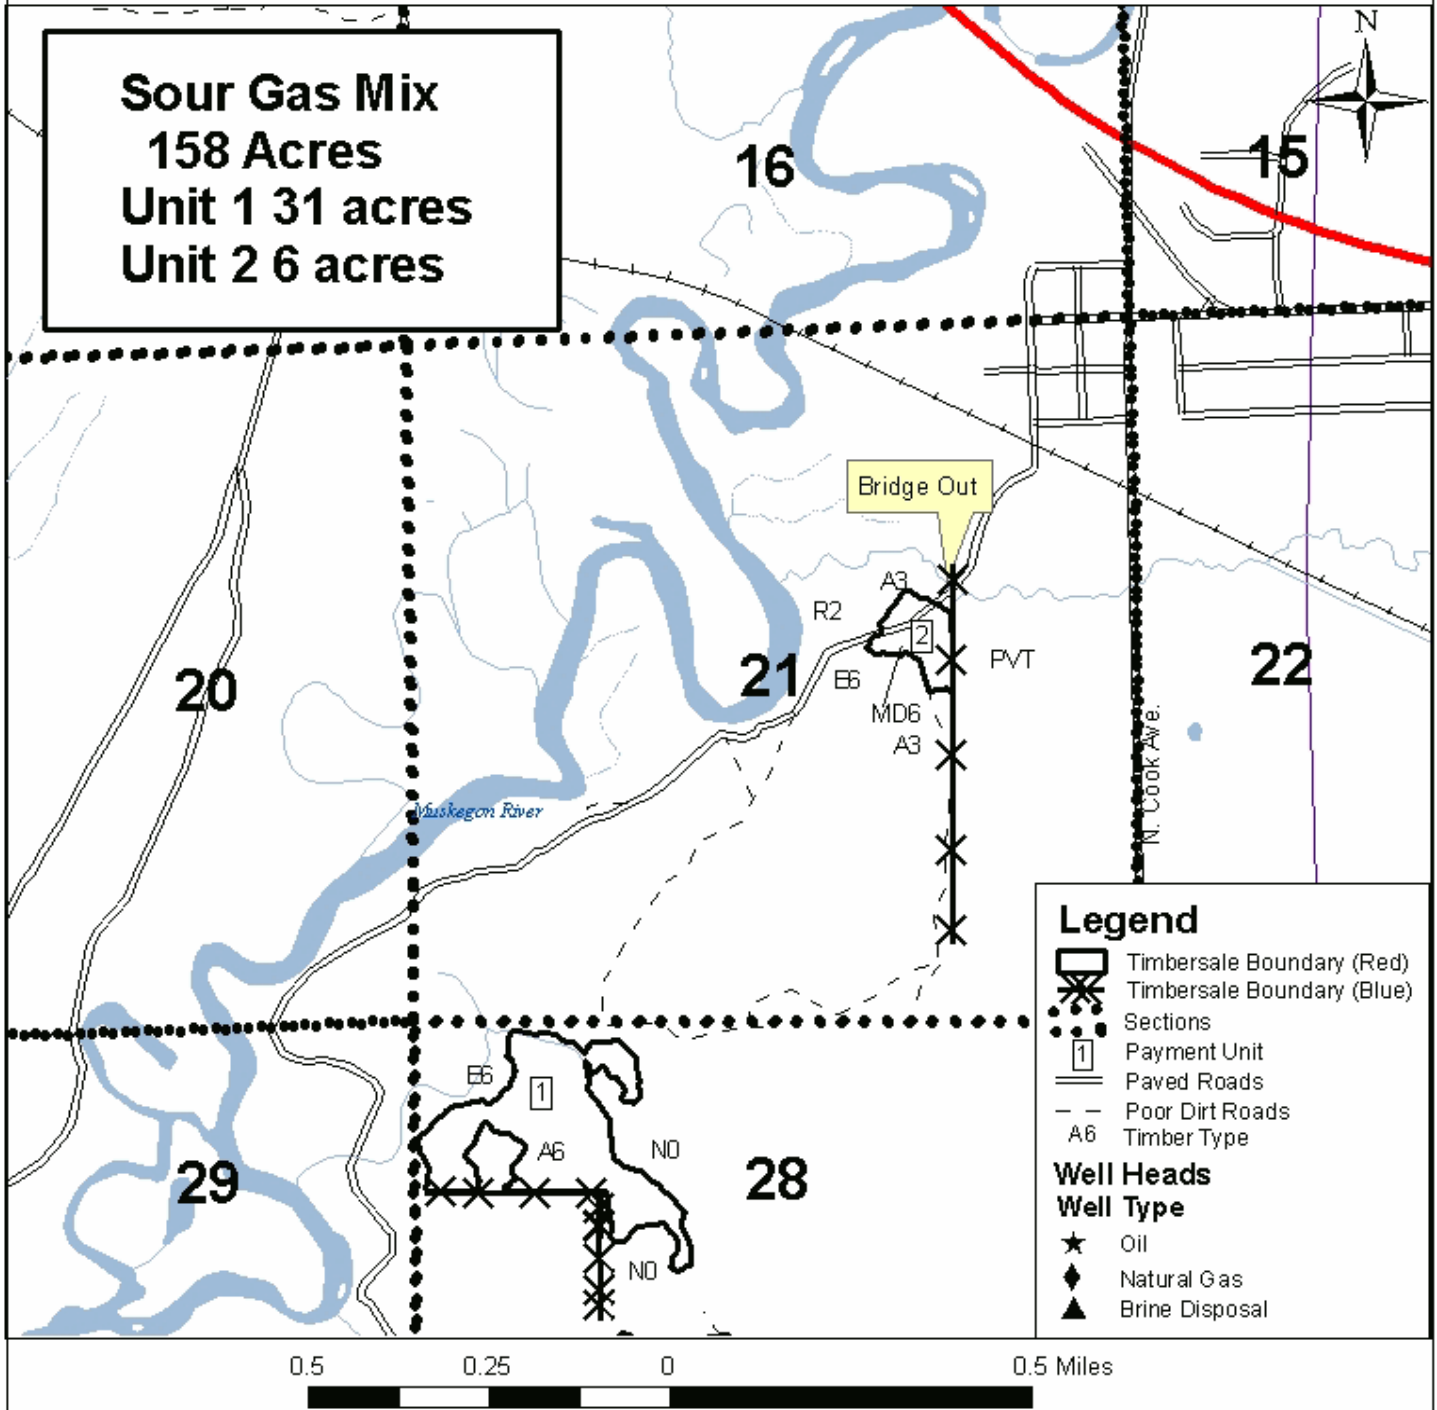 Sour Gas Mix
158 Acres
Unit 1 31 acres
Unit 2 6 acres
N
16
15
Bridge Out
A3
R2
2
PVT
20
21
E6
MD6
A3
22
N. Cook Ave.
Muskegon River
E6
1
A6
N0
29
28
N0
Legend
Timbersale Boundary (Red)
Timbersale Boundary (Blue)
Sections
1
Payment Unit
Paved Roads
Poor Dirt Roads
A6
Timber Type
Well Heads
Well Type
Oil
Natural Gas
Brine Disposal
0.5 0.25 0 0.5 Miles